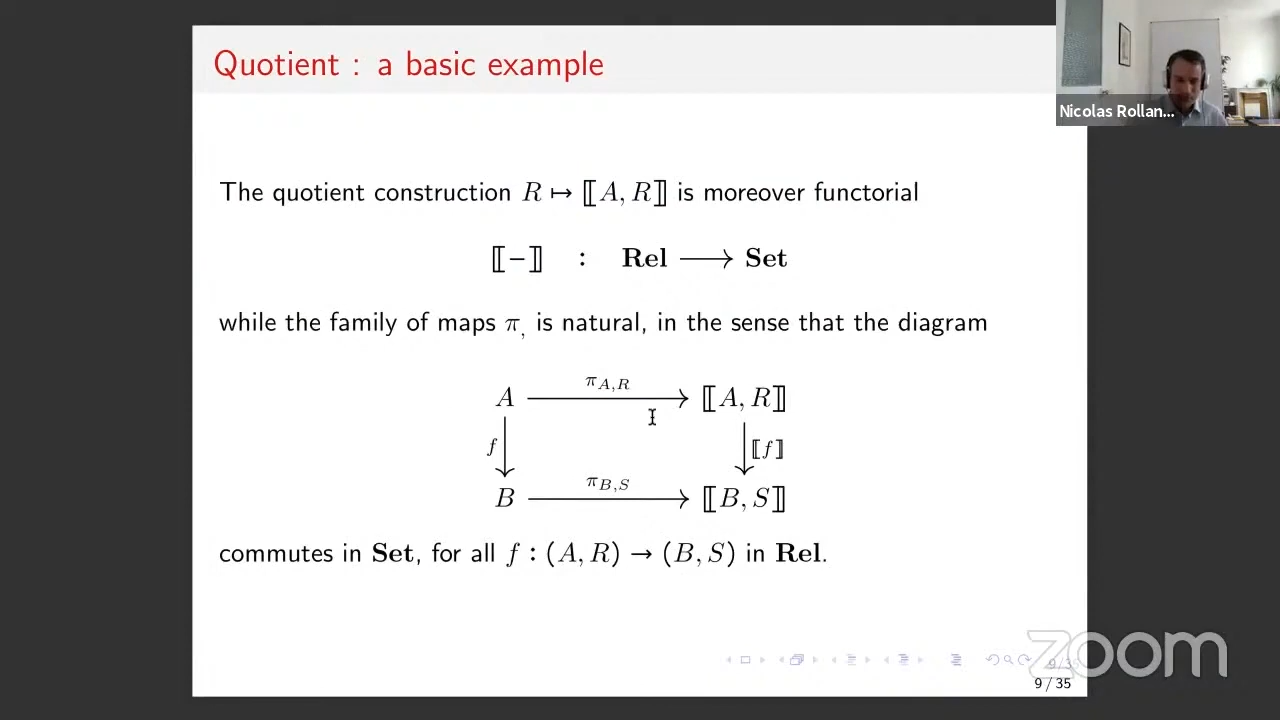 Quotient : a basic example
Nicolas Rollan...
The quotient construction R ↦ ⟦A, R⟧ is moreover functorial
⟦−⟧ : Rel ⟶ Set
while the family of maps π, is natural, in the sense that the diagram
π_{A,R}
A ⟶ ⟦A, R⟧
f ⟦f⟧
π_{B,S}
B ⟶ ⟦B, S⟧
commutes in Set, for all f : (A, R) → (B, S) in Rel.
zoom
9/35
9 / 35